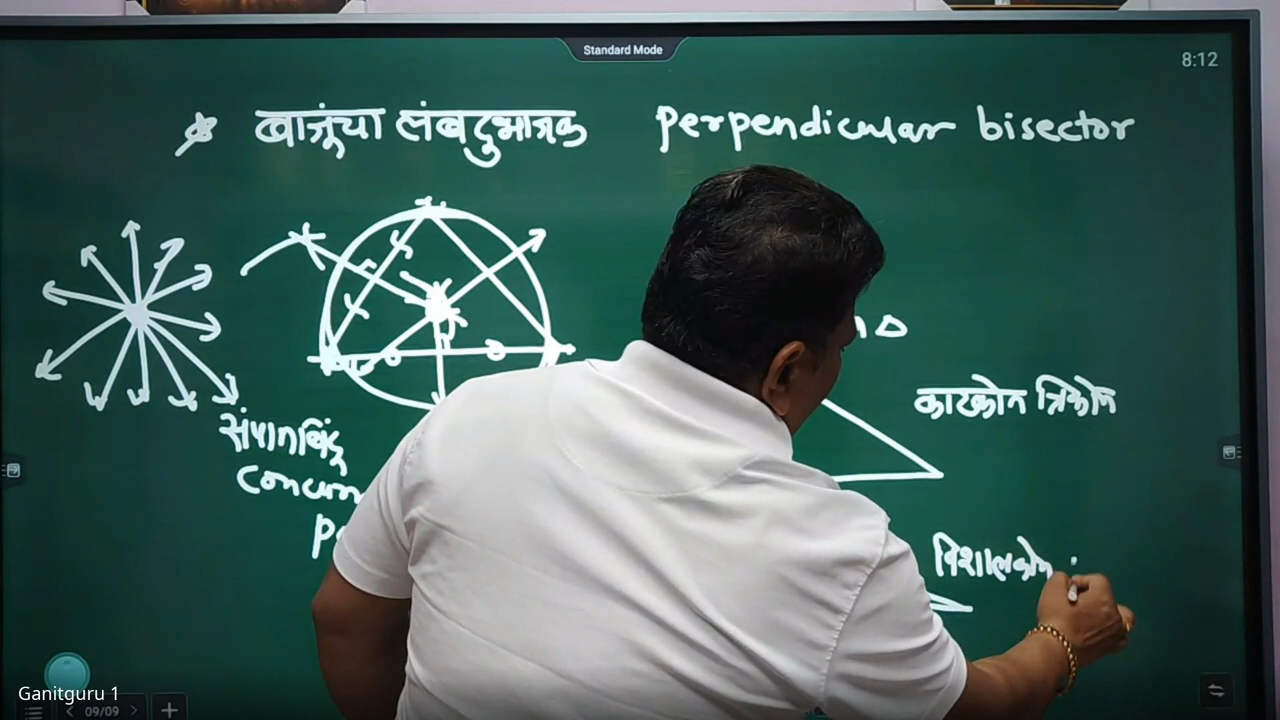 Standard Mode
8:12
बाजूंचा लंबदुभाजक perpendicular bisector
काटकोन त्रिकोण
संपातबिंदू
विशालकोन
Ganitguru 1
09/09